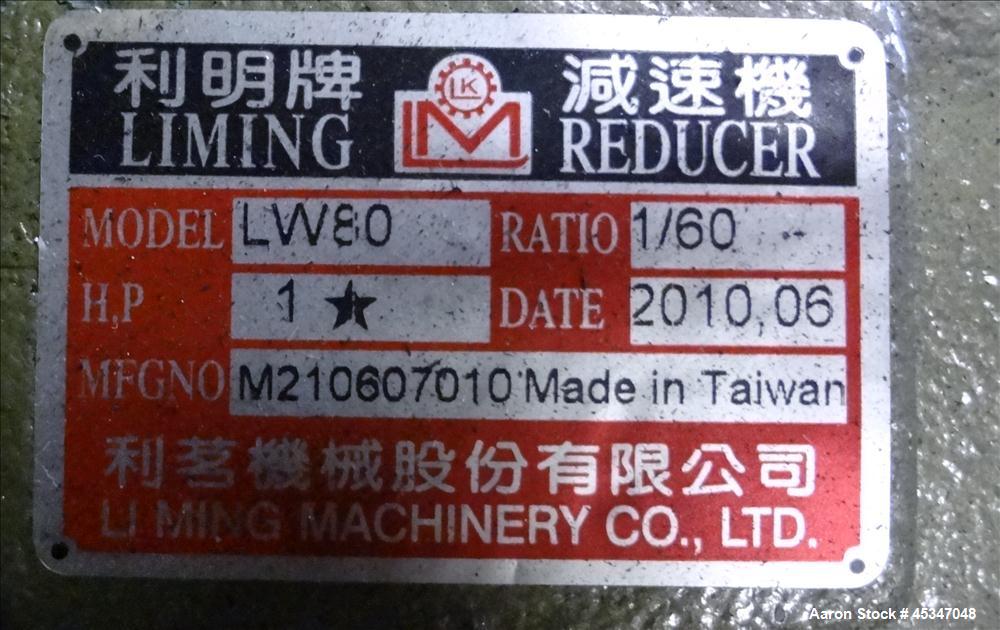 利明牌 LK 減速機
LIMING LM REDUCER
MODEL LW80 RATIO 1/60
H,P 1★ DATE 2010,06
MFGNO M210607010 Made in Taiwan
利茗機械股份有限公司
LI MING MACHINERY CO., LTD.
Aaron Stock # 45347048